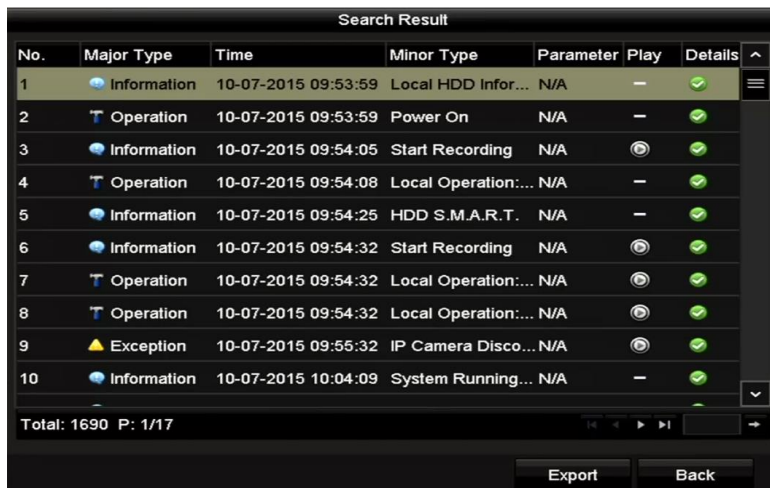 Search Result
No. Major Type Time Minor Type Parameter Play Details
1 Information 10-07-2015 09:53:59 Local HDD Infor... N/A –
2 Operation 10-07-2015 09:53:59 Power On N/A –
3 Information 10-07-2015 09:54:05 Start Recording N/A
4 Operation 10-07-2015 09:54:08 Local Operation:... N/A –
5 Information 10-07-2015 09:54:25 HDD S.M.A.R.T. N/A –
6 Information 10-07-2015 09:54:32 Start Recording N/A
7 Operation 10-07-2015 09:54:32 Local Operation:... N/A
8 Operation 10-07-2015 09:54:32 Local Operation:... N/A
9 Exception 10-07-2015 09:55:32 IP Camera Disco... N/A
10 Information 10-07-2015 10:04:09 System Running... N/A –
Total: 1690 P: 1/17
Export Back